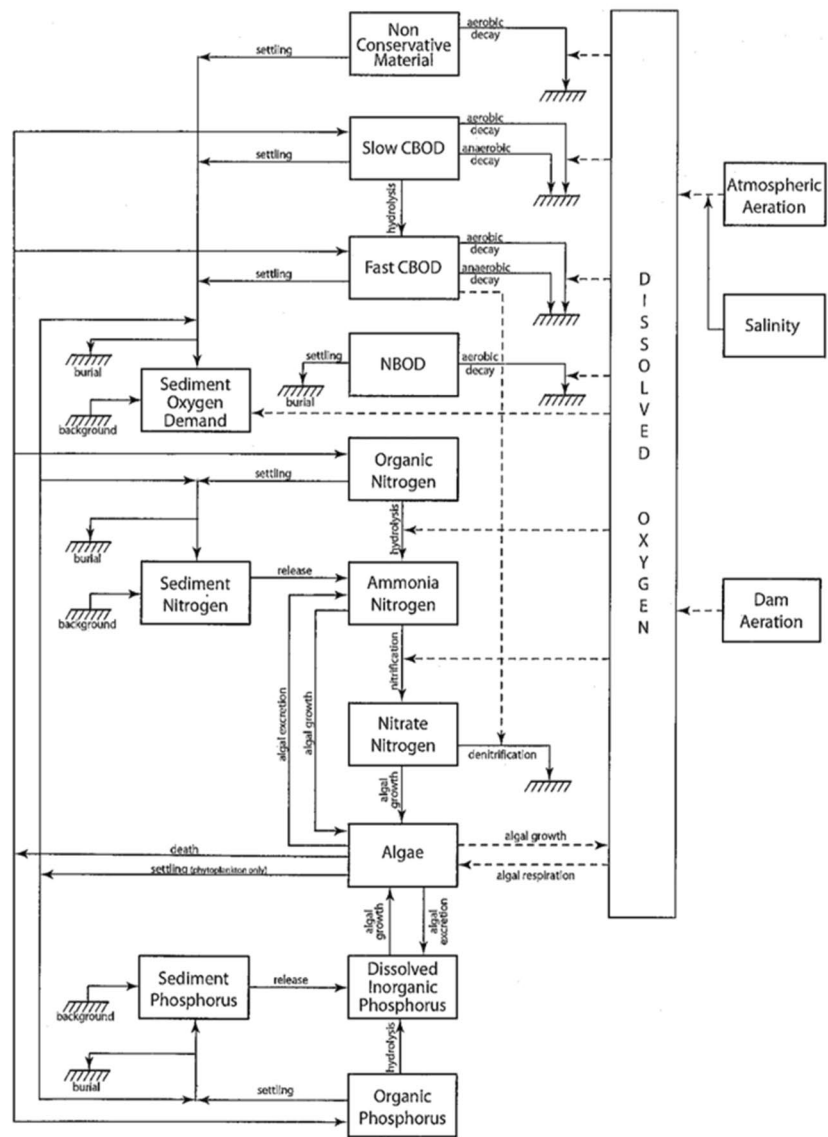 Non
Conservative
Material
aerobic
decay
settling
Slow CBOD
aerobic
decay
anaerobic
decay
settling
hydrolysis
Atmospheric
Aeration
Fast CBOD
aerobic
decay
anaerobic
decay
settling
Salinity
DISSOLVED OXYGEN
burial
Sediment
Oxygen
Demand
background
settling
burial
NBOD
aerobic
decay
Organic
Nitrogen
settling
burial
hydrolysis
Sediment
Nitrogen
background
release
Ammonia
Nitrogen
Dam
Aeration
nitrification
algal excretion
algal growth
Nitrate
Nitrogen
denitrification
algal
growth
Algae
death
settling (phytoplankton only)
algal growth
algal respiration
algal
growth
algal
excretion
Sediment
Phosphorus
background
release
Dissolved
Inorganic
Phosphorus
hydrolysis
burial
settling
Organic
Phosphorus